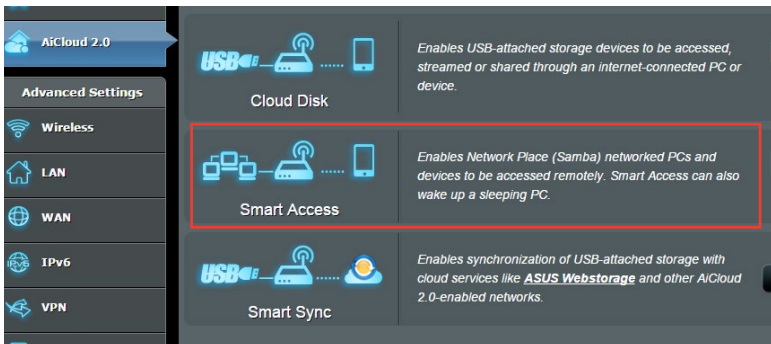 AiCloud 2.0
Advanced Settings
Wireless
LAN
WAN
IPv6
IPv6
VPN
USB
Cloud Disk
Enables USB-attached storage devices to be accessed,
streamed or shared through an internet-connected PC or
device.
Smart Access
Enables Network Place (Samba) networked PCs and
devices to be accessed remotely. Smart Access can also
wake up a sleeping PC.
USB
Smart Sync
Enables synchronization of USB-attached storage with
cloud services like ASUS Webstorage and other AiCloud
2.0-enabled networks.